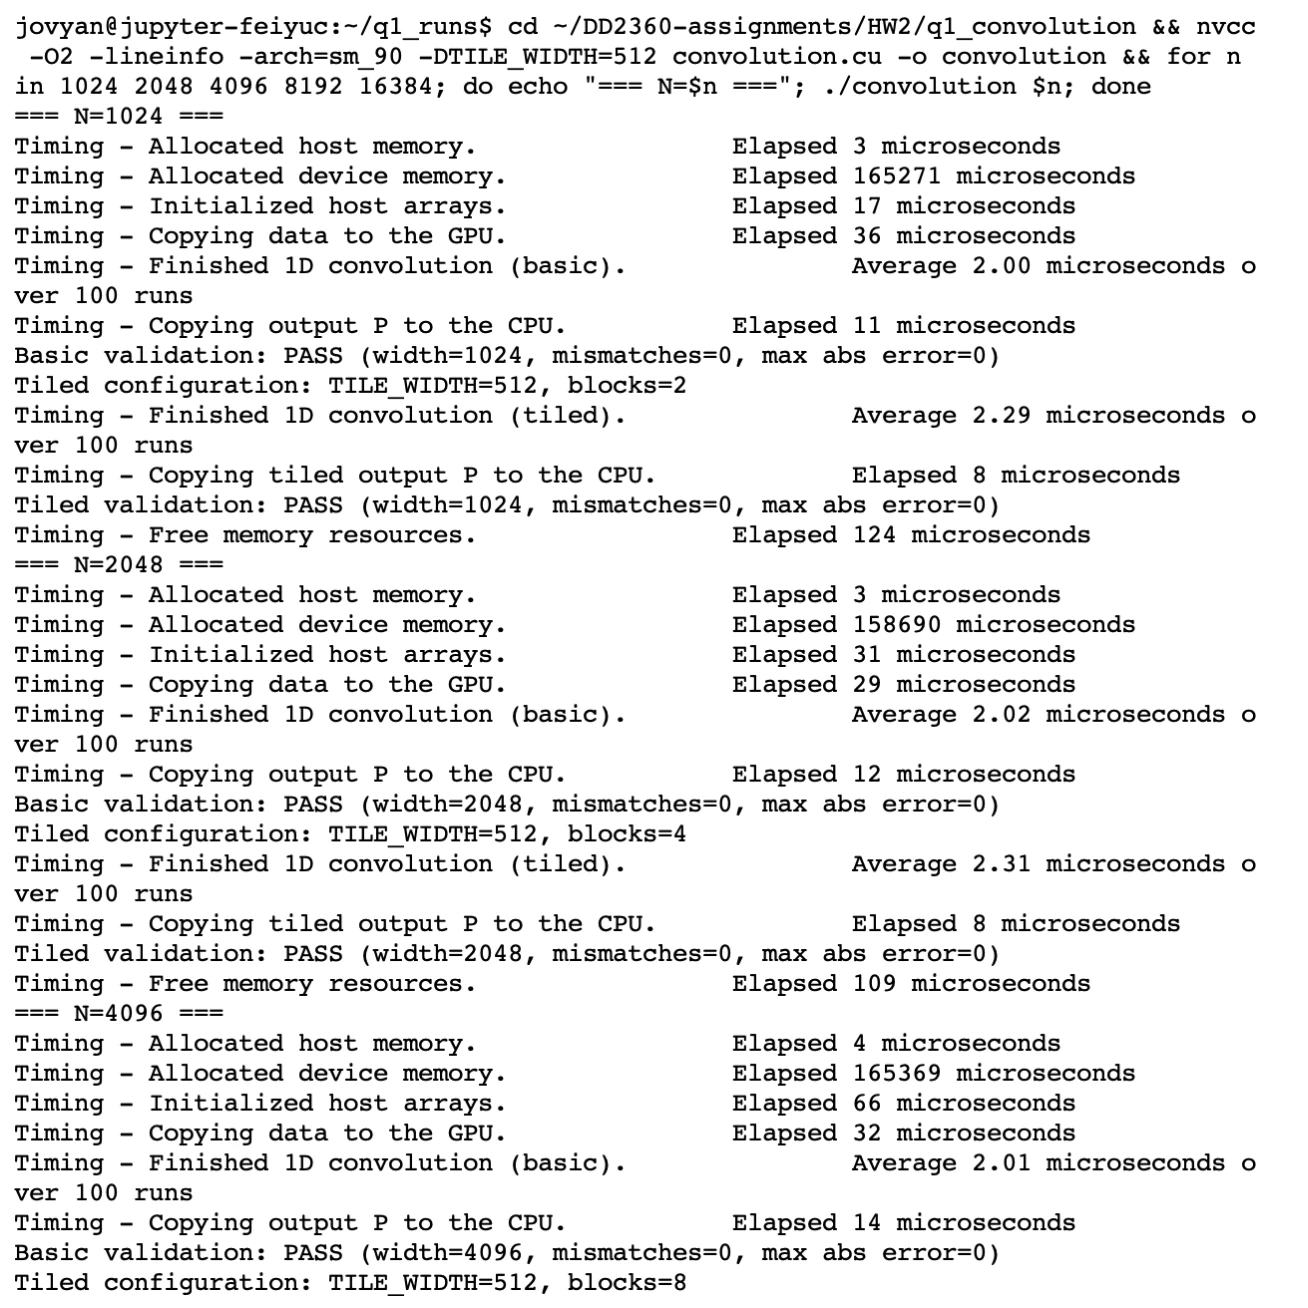 jovyan@jupyter-feiyuc:~/q1_runs$ cd ~/DD2360-assignments/HW2/q1_convolution && nvcc
-O2 -lineinfo -arch=sm_90 -DTILE_WIDTH=512 convolution.cu -o convolution && for n
in 1024 2048 4096 8192 16384; do echo "=== N=$n ==="; ./convolution $n; done
=== N=1024 ===
Timing - Allocated host memory. Elapsed 3 microseconds
Timing - Allocated device memory. Elapsed 165271 microseconds
Timing - Initialized host arrays. Elapsed 17 microseconds
Timing - Copying data to the GPU. Elapsed 36 microseconds
Timing - Finished 1D convolution (basic). Average 2.00 microseconds o
ver 100 runs
Timing - Copying output P to the CPU. Elapsed 11 microseconds
Basic validation: PASS (width=1024, mismatches=0, max abs error=0)
Tiled configuration: TILE_WIDTH=512, blocks=2
Timing - Finished 1D convolution (tiled). Average 2.29 microseconds o
ver 100 runs
Timing - Copying tiled output P to the CPU. Elapsed 8 microseconds
Tiled validation: PASS (width=1024, mismatches=0, max abs error=0)
Timing - Free memory resources. Elapsed 124 microseconds
=== N=2048 ===
Timing - Allocated host memory. Elapsed 3 microseconds
Timing - Allocated device memory. Elapsed 158690 microseconds
Timing - Initialized host arrays. Elapsed 31 microseconds
Timing - Copying data to the GPU. Elapsed 29 microseconds
Timing - Finished 1D convolution (basic). Average 2.02 microseconds o
ver 100 runs
Timing - Copying output P to the CPU. Elapsed 12 microseconds
Basic validation: PASS (width=2048, mismatches=0, max abs error=0)
Tiled configuration: TILE_WIDTH=512, blocks=4
Timing - Finished 1D convolution (tiled). Average 2.31 microseconds o
ver 100 runs
Timing - Copying tiled output P to the CPU. Elapsed 8 microseconds
Tiled validation: PASS (width=2048, mismatches=0, max abs error=0)
Timing - Free memory resources. Elapsed 109 microseconds
=== N=4096 ===
Timing - Allocated host memory. Elapsed 4 microseconds
Timing - Allocated device memory. Elapsed 165369 microseconds
Timing - Initialized host arrays. Elapsed 66 microseconds
Timing - Copying data to the GPU. Elapsed 32 microseconds
Timing - Finished 1D convolution (basic). Average 2.01 microseconds o
ver 100 runs
Timing - Copying output P to the CPU. Elapsed 14 microseconds
Basic validation: PASS (width=4096, mismatches=0, max abs error=0)
Tiled configuration: TILE_WIDTH=512, blocks=8